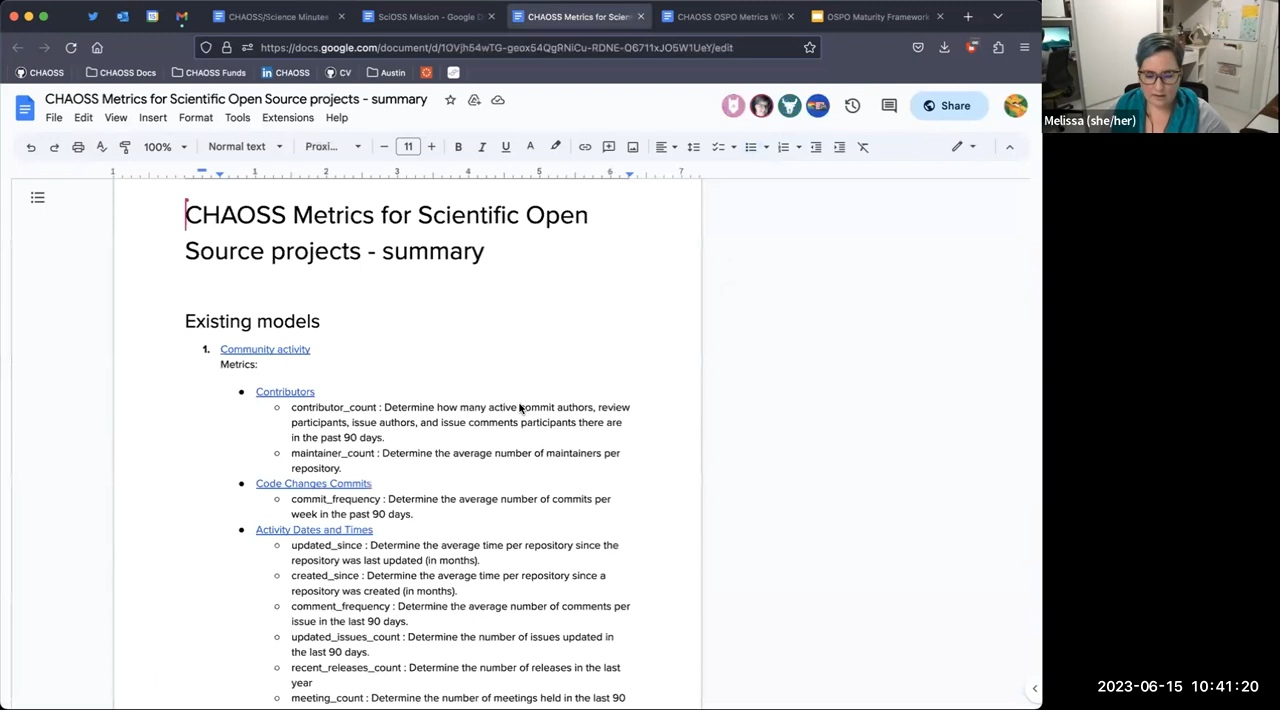 CHAOSS/Science Minutes
SciOSS Mission - Google D
CHAOSS Metrics for Scien
CHAOSS OSPO Metrics WG
OSPO Maturity Framework
https://docs.google.com/document/d/1OVjh54wTG-geox54QgRNiCu-RDNE-O6711xJO5W1UeY/edit
CHAOSS
CHAOSS Docs
CHAOSS Funds
CHAOSS
CV
Austin
CHAOSS Metrics for Scientific Open Source projects - summary
File Edit View Insert Format Tools Extensions Help
Share
Melissa (she/her)
100% Normal text Proxi... 11
1 1 2 3 4 5 6 7
CHAOSS Metrics for Scientific Open
Source projects - summary
Existing models
1. Community activity
Metrics:
Contributors
contributor_count : Determine how many active commit authors, review
participants, issue authors, and issue comments participants there are
in the past 90 days.
maintainer_count : Determine the average number of maintainers per
repository.
Code Changes Commits
commit_frequency : Determine the average number of commits per
week in the past 90 days.
Activity Dates and Times
updated_since : Determine the average time per repository since the
repository was last updated (in months).
created_since : Determine the average time per repository since a
repository was created (in months).
comment_frequency : Determine the average number of comments per
issue in the last 90 days.
updated_issues_count : Determine the number of issues updated in
the last 90 days.
recent_releases_count : Determine the number of releases in the last
year
meeting_count : Determine the number of meetings held in the last 90
2023-06-15 10:41:20